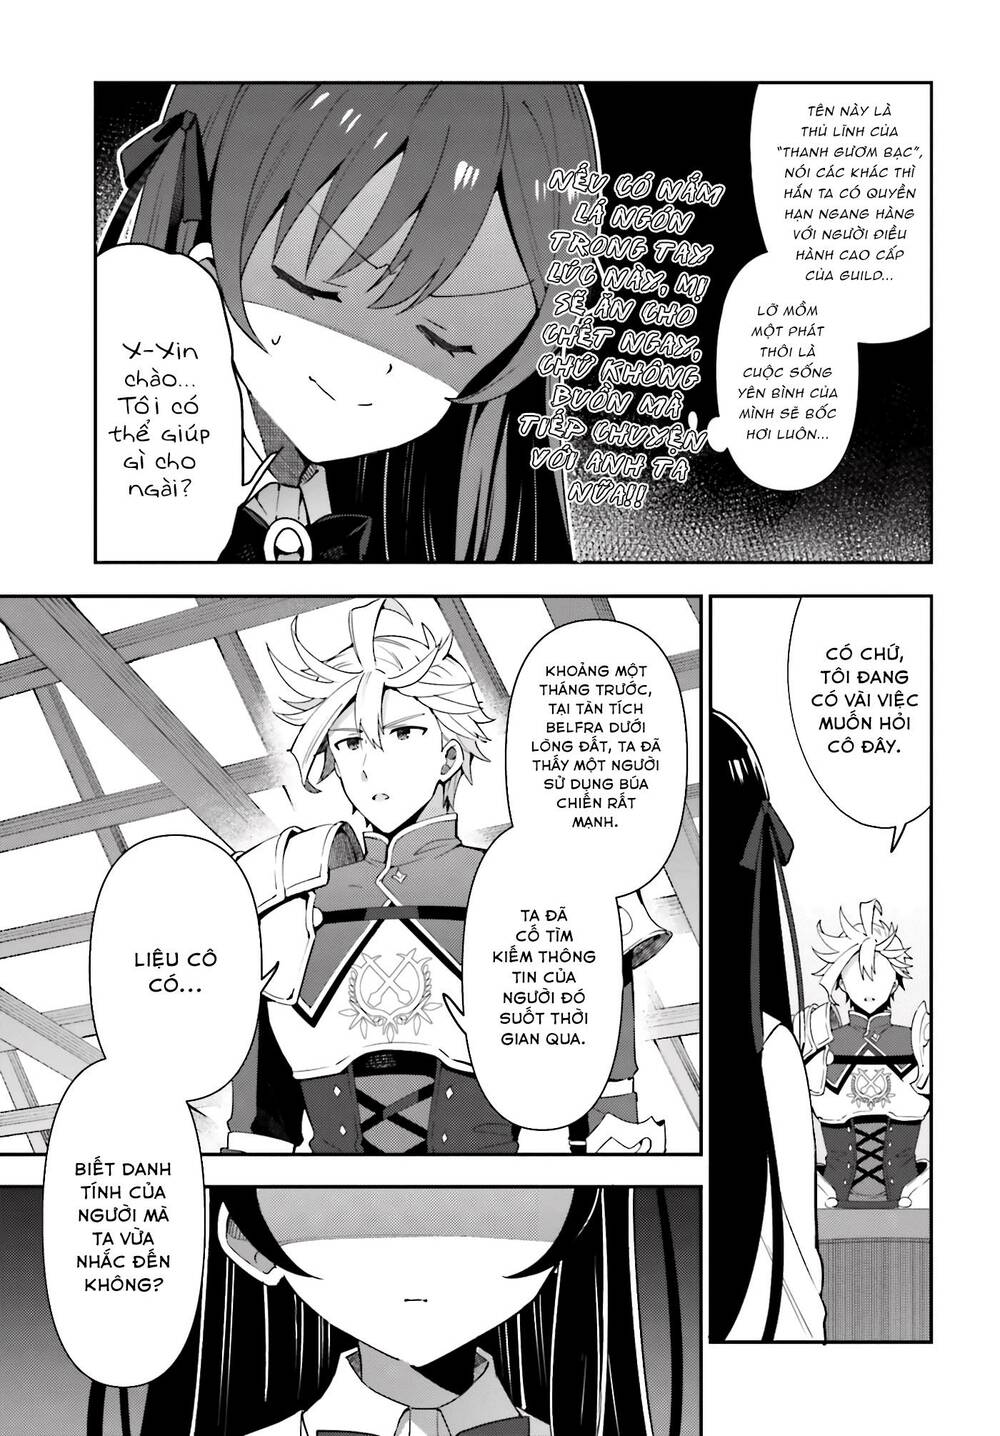 TÊN NÀY LÀ
THỦ LĨNH CỦA
"THANH GƯƠM BẠC",
NÓI CÁC KHÁC THÌ
HẮN TA CÓ QUYỀN
HẠN NGANG HÀNG
VỚI NGƯỜI ĐIỀU
HÀNH CAO CẤP
CỦA GUILD...
LỠ MỒM
MỘT PHÁT
THÔI LÀ
CUỘC SỐNG
YÊN BÌNH CỦA
MÌNH SẼ BỐC
HƠI LUÔN...
NẾU CÓ NẮM
LÁ NGÓN
TRONG TAY
LÚC NÀY, MỊ
SẼ ĂN CHO
CHẾT NGAY,
CHỨ KHÔNG
BUỒN MÀ
TIẾP CHUYỆN
VỚI ANH TA
NỮA!!
X-Xin
chào...
Tôi có
thể giúp
gì cho
ngài?
CÓ CHỨ,
TÔI ĐANG
CÓ VÀI VIỆC
MUỐN HỎI
CÔ ĐÂY.
KHOẢNG MỘT
THÁNG TRƯỚC,
TẠI TÀN TÍCH
BELFRA DƯỚI
LÒNG ĐẤT, TA ĐÃ
THẤY MỘT NGƯỜI
SỬ DỤNG BÚA
CHIẾN RẤT
MẠNH.
TA ĐÃ
CỐ TÌM
KIẾM THÔNG
TIN CỦA
NGƯỜI ĐÓ
SUỐT THỜI
GIAN QUA.
LIỆU CÔ
CÓ...
BIẾT DANH
TÍNH CỦA
NGƯỜI MÀ
TA VỪA
NHẮC ĐẾN
KHÔNG?